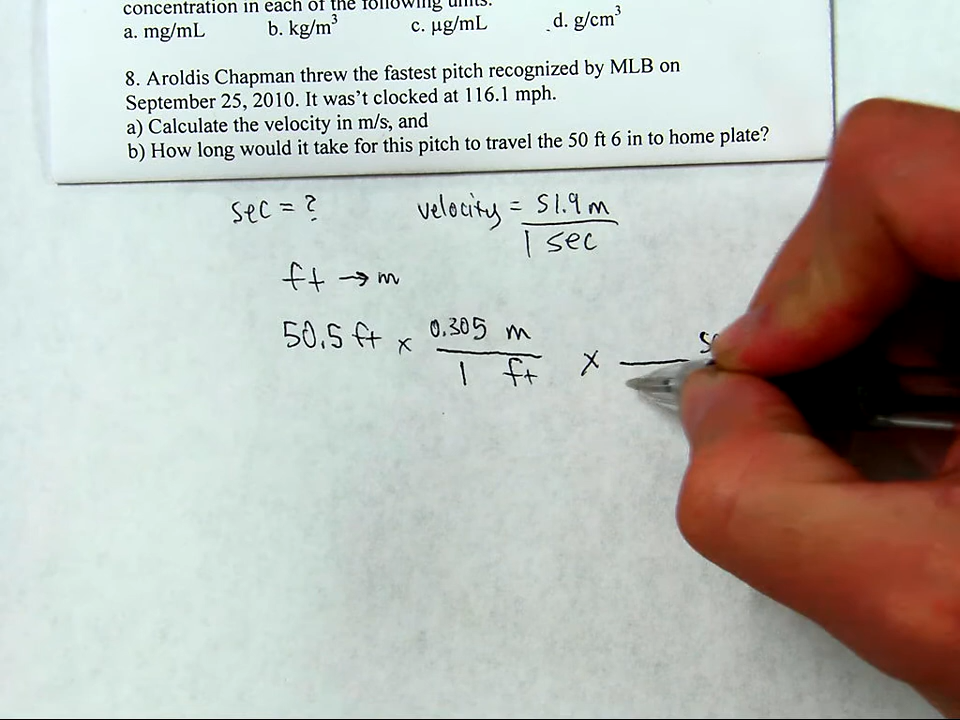 concentration in each of the following units.
a. mg/mL b. kg/m³ c. µg/mL d. g/cm³
8. Aroldis Chapman threw the fastest pitch recognized by MLB on
September 25, 2010. It was’t clocked at 116.1 mph.
a) Calculate the velocity in m/s, and
b) How long would it take for this pitch to travel the 50 ft 6 in to home plate?
sec = ? velocity = 51.9 m
1 sec
ft → m
50.5 ft x 0.305 m x
1 ft